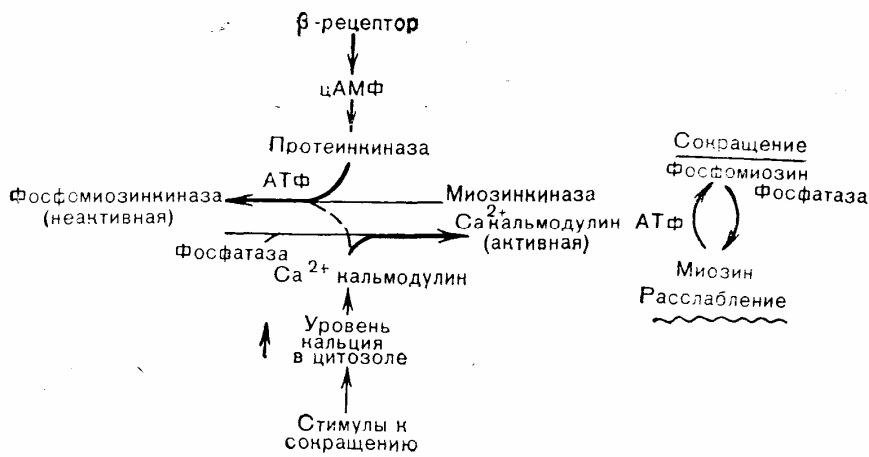 β-рецептор
цАМФ
Протеинкиназа
АТФ
Фосфомиозинкиназа
(неактивная)
Миозинкиназа
Ca²⁺кальмодулин
(активная)
Фосфатаза
Ca²⁺ кальмодулин
Уровень
кальция
в цитозоле
Стимулы к
сокращению
Сокращение
Фосфомиозин
Фосфатаза
АТФ
Миозин
Расслабление